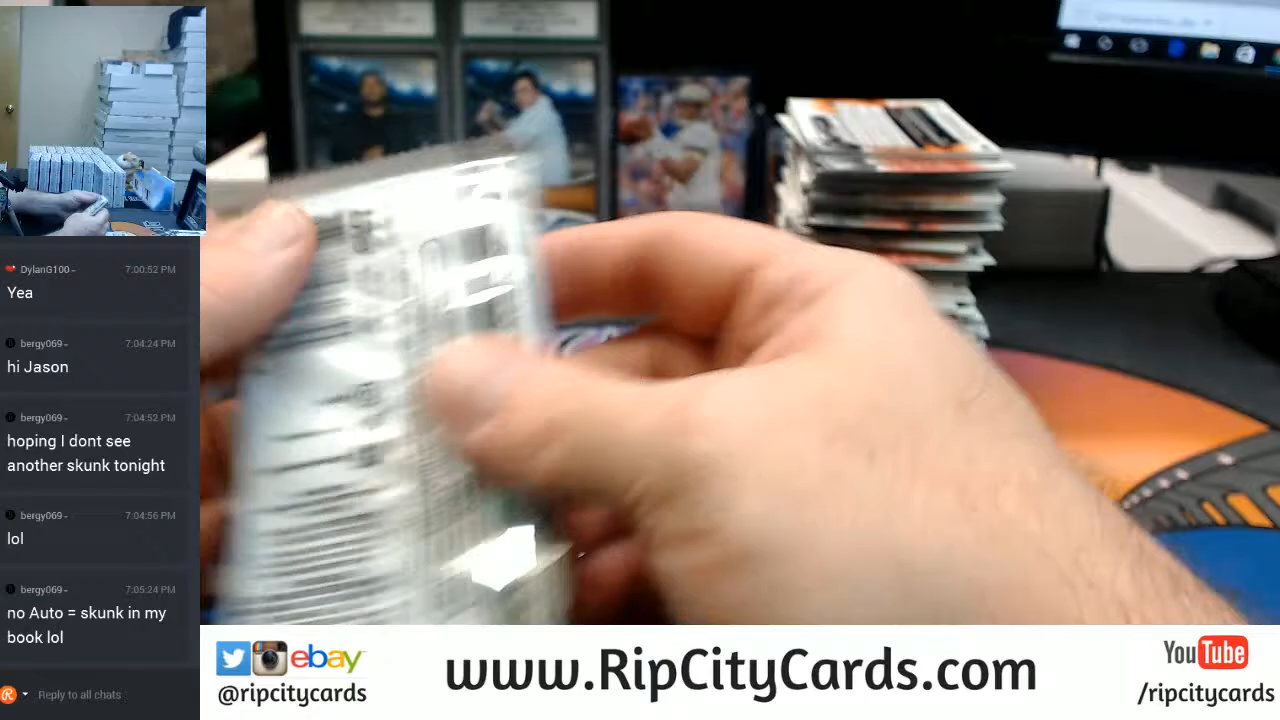 DylanG100
7:00:52 PM
Yea
bergy069
7:04:24 PM
hi Jason
bergy069
7:04:52 PM
hoping I dont see
another skunk tonight
bergy069
7:04:56 PM
lol
bergy069
7:05:24 PM
no Auto = skunk in my
book lol
Reply to all chats
ebay
@ripcitycards
www.RipCityCards.com
YouTube
/ripcitycards